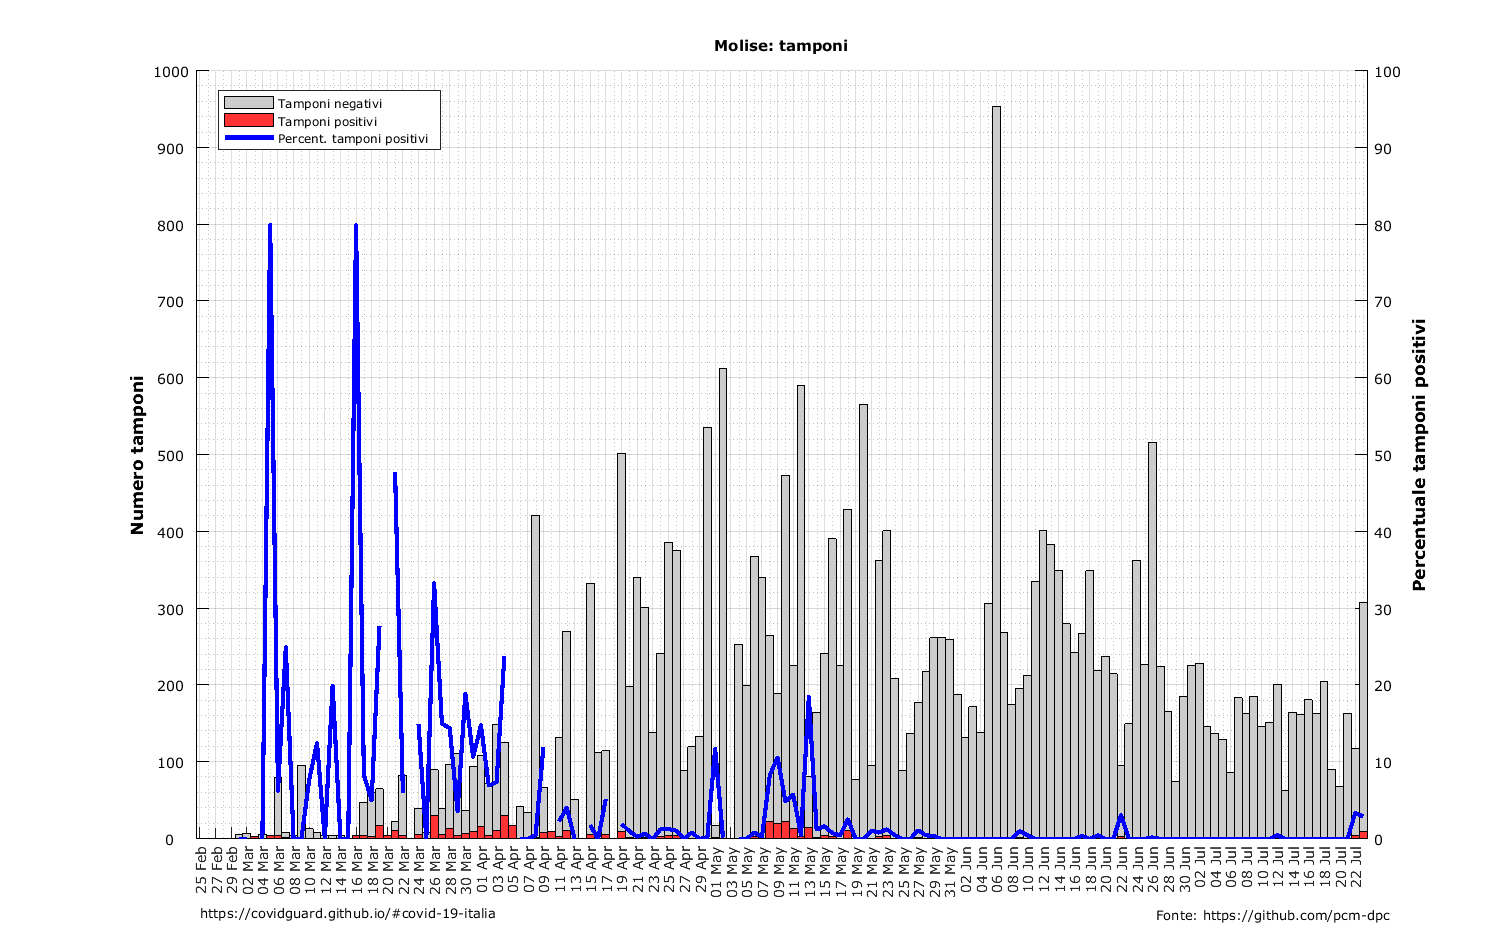 Molise: tamponi
Tamponi negativi
Tamponi positivi
Percent. tamponi positivi
Numero tamponi
1000
900
800
700
600
500
400
300
200
100
0
Percentuale tamponi positivi
100
90
80
70
60
50
40
30
20
10
0
25 Feb
27 Feb
29 Feb
02 Mar
04 Mar
06 Mar
08 Mar
10 Mar
12 Mar
14 Mar
16 Mar
18 Mar
20 Mar
22 Mar
24 Mar
26 Mar
28 Mar
30 Mar
01 Apr
03 Apr
05 Apr
07 Apr
09 Apr
11 Apr
13 Apr
15 Apr
17 Apr
19 Apr
21 Apr
23 Apr
25 Apr
27 Apr
29 Apr
01 May
03 May
05 May
07 May
09 May
11 May
13 May
15 May
17 May
19 May
21 May
23 May
25 May
27 May
29 May
31 May
02 Jun
04 Jun
06 Jun
08 Jun
10 Jun
12 Jun
14 Jun
16 Jun
18 Jun
20 Jun
22 Jun
24 Jun
26 Jun
28 Jun
30 Jun
02 Jul
04 Jul
06 Jul
08 Jul
10 Jul
12 Jul
14 Jul
16 Jul
18 Jul
20 Jul
22 Jul
https://covidguard.github.io/#covid-19-italia
Fonte: https://github.com/pcm-dpc